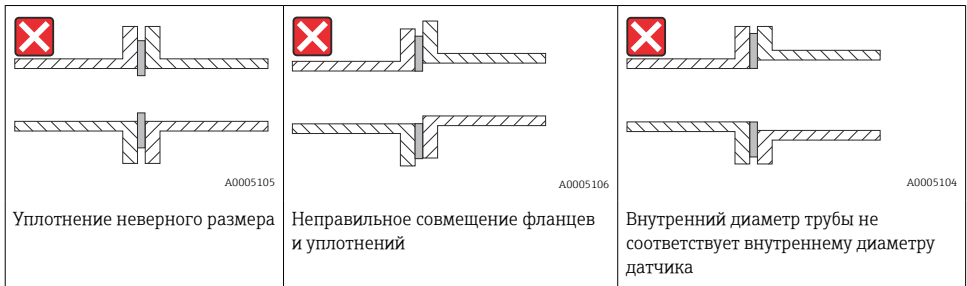 A0005105
A0005106
A0005104
Уплотнение неверного размера
Неправильное совмещение фланцев
и уплотнений
Внутренний диаметр трубы не
соответствует внутреннему диаметру
датчика